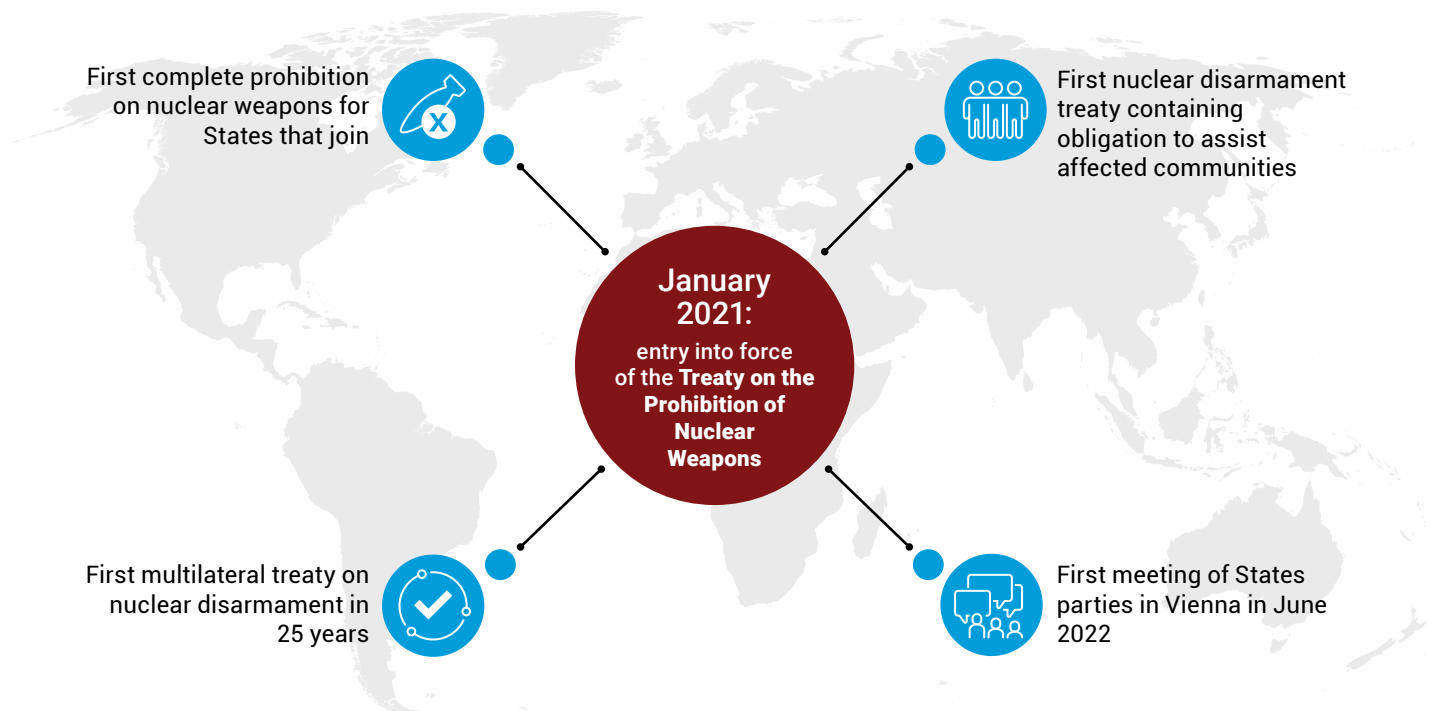 First complete prohibition
on nuclear weapons for
States that join
X
First nuclear disarmament
treaty containing
obligation to assist
affected communities
January
2021:
entry into force
of the Treaty on the
Prohibition of
Nuclear
Weapons
First multilateral treaty on
nuclear disarmament in
25 years
First meeting of States
parties in Vienna in June
2022